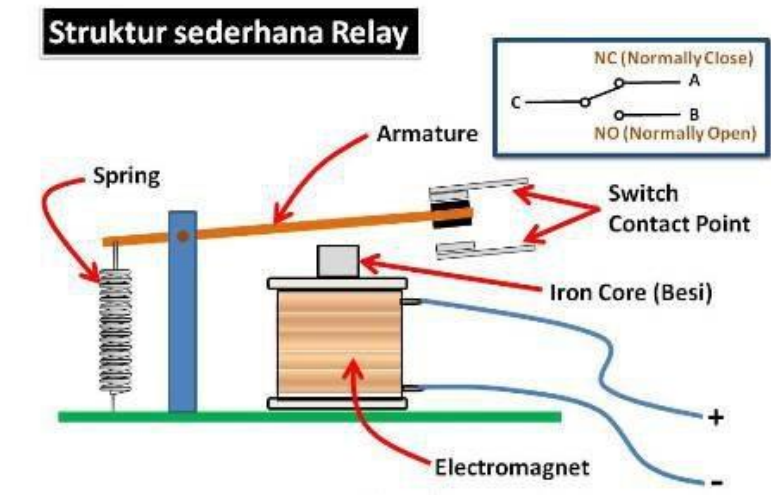 Struktur sederhana Relay
NC (Normally Close)
A
C
B
NO (Normally Open)
Armature
Spring
Switch
Contact Point
Iron Core (Besi)
+
Electromagnet
-